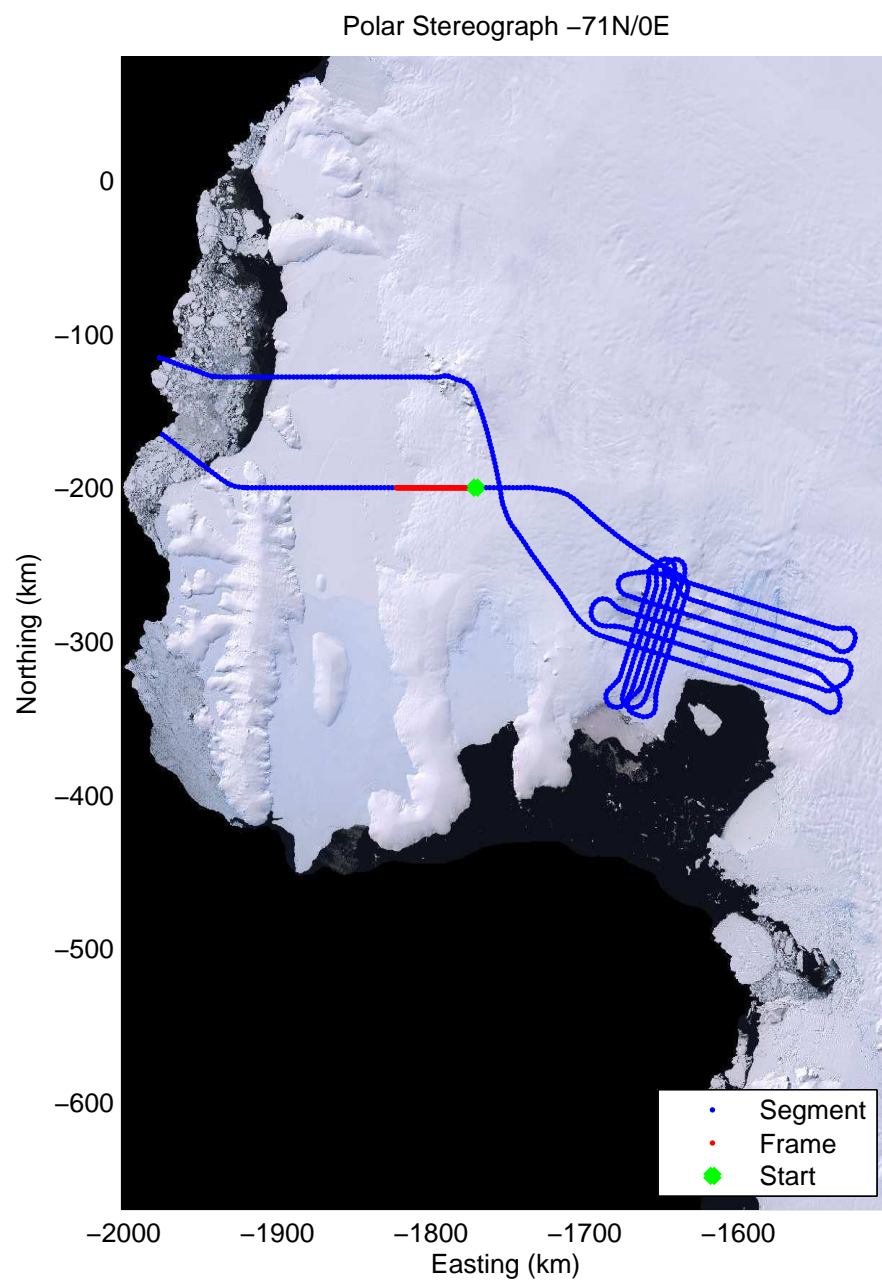 Polar Stereograph −71N/0E
0
−100
−200
−300
−400
−500
−600
Northing (km)
Segment
Frame
Start
−2000 −1900 −1800 −1700 −1600
Easting (km)